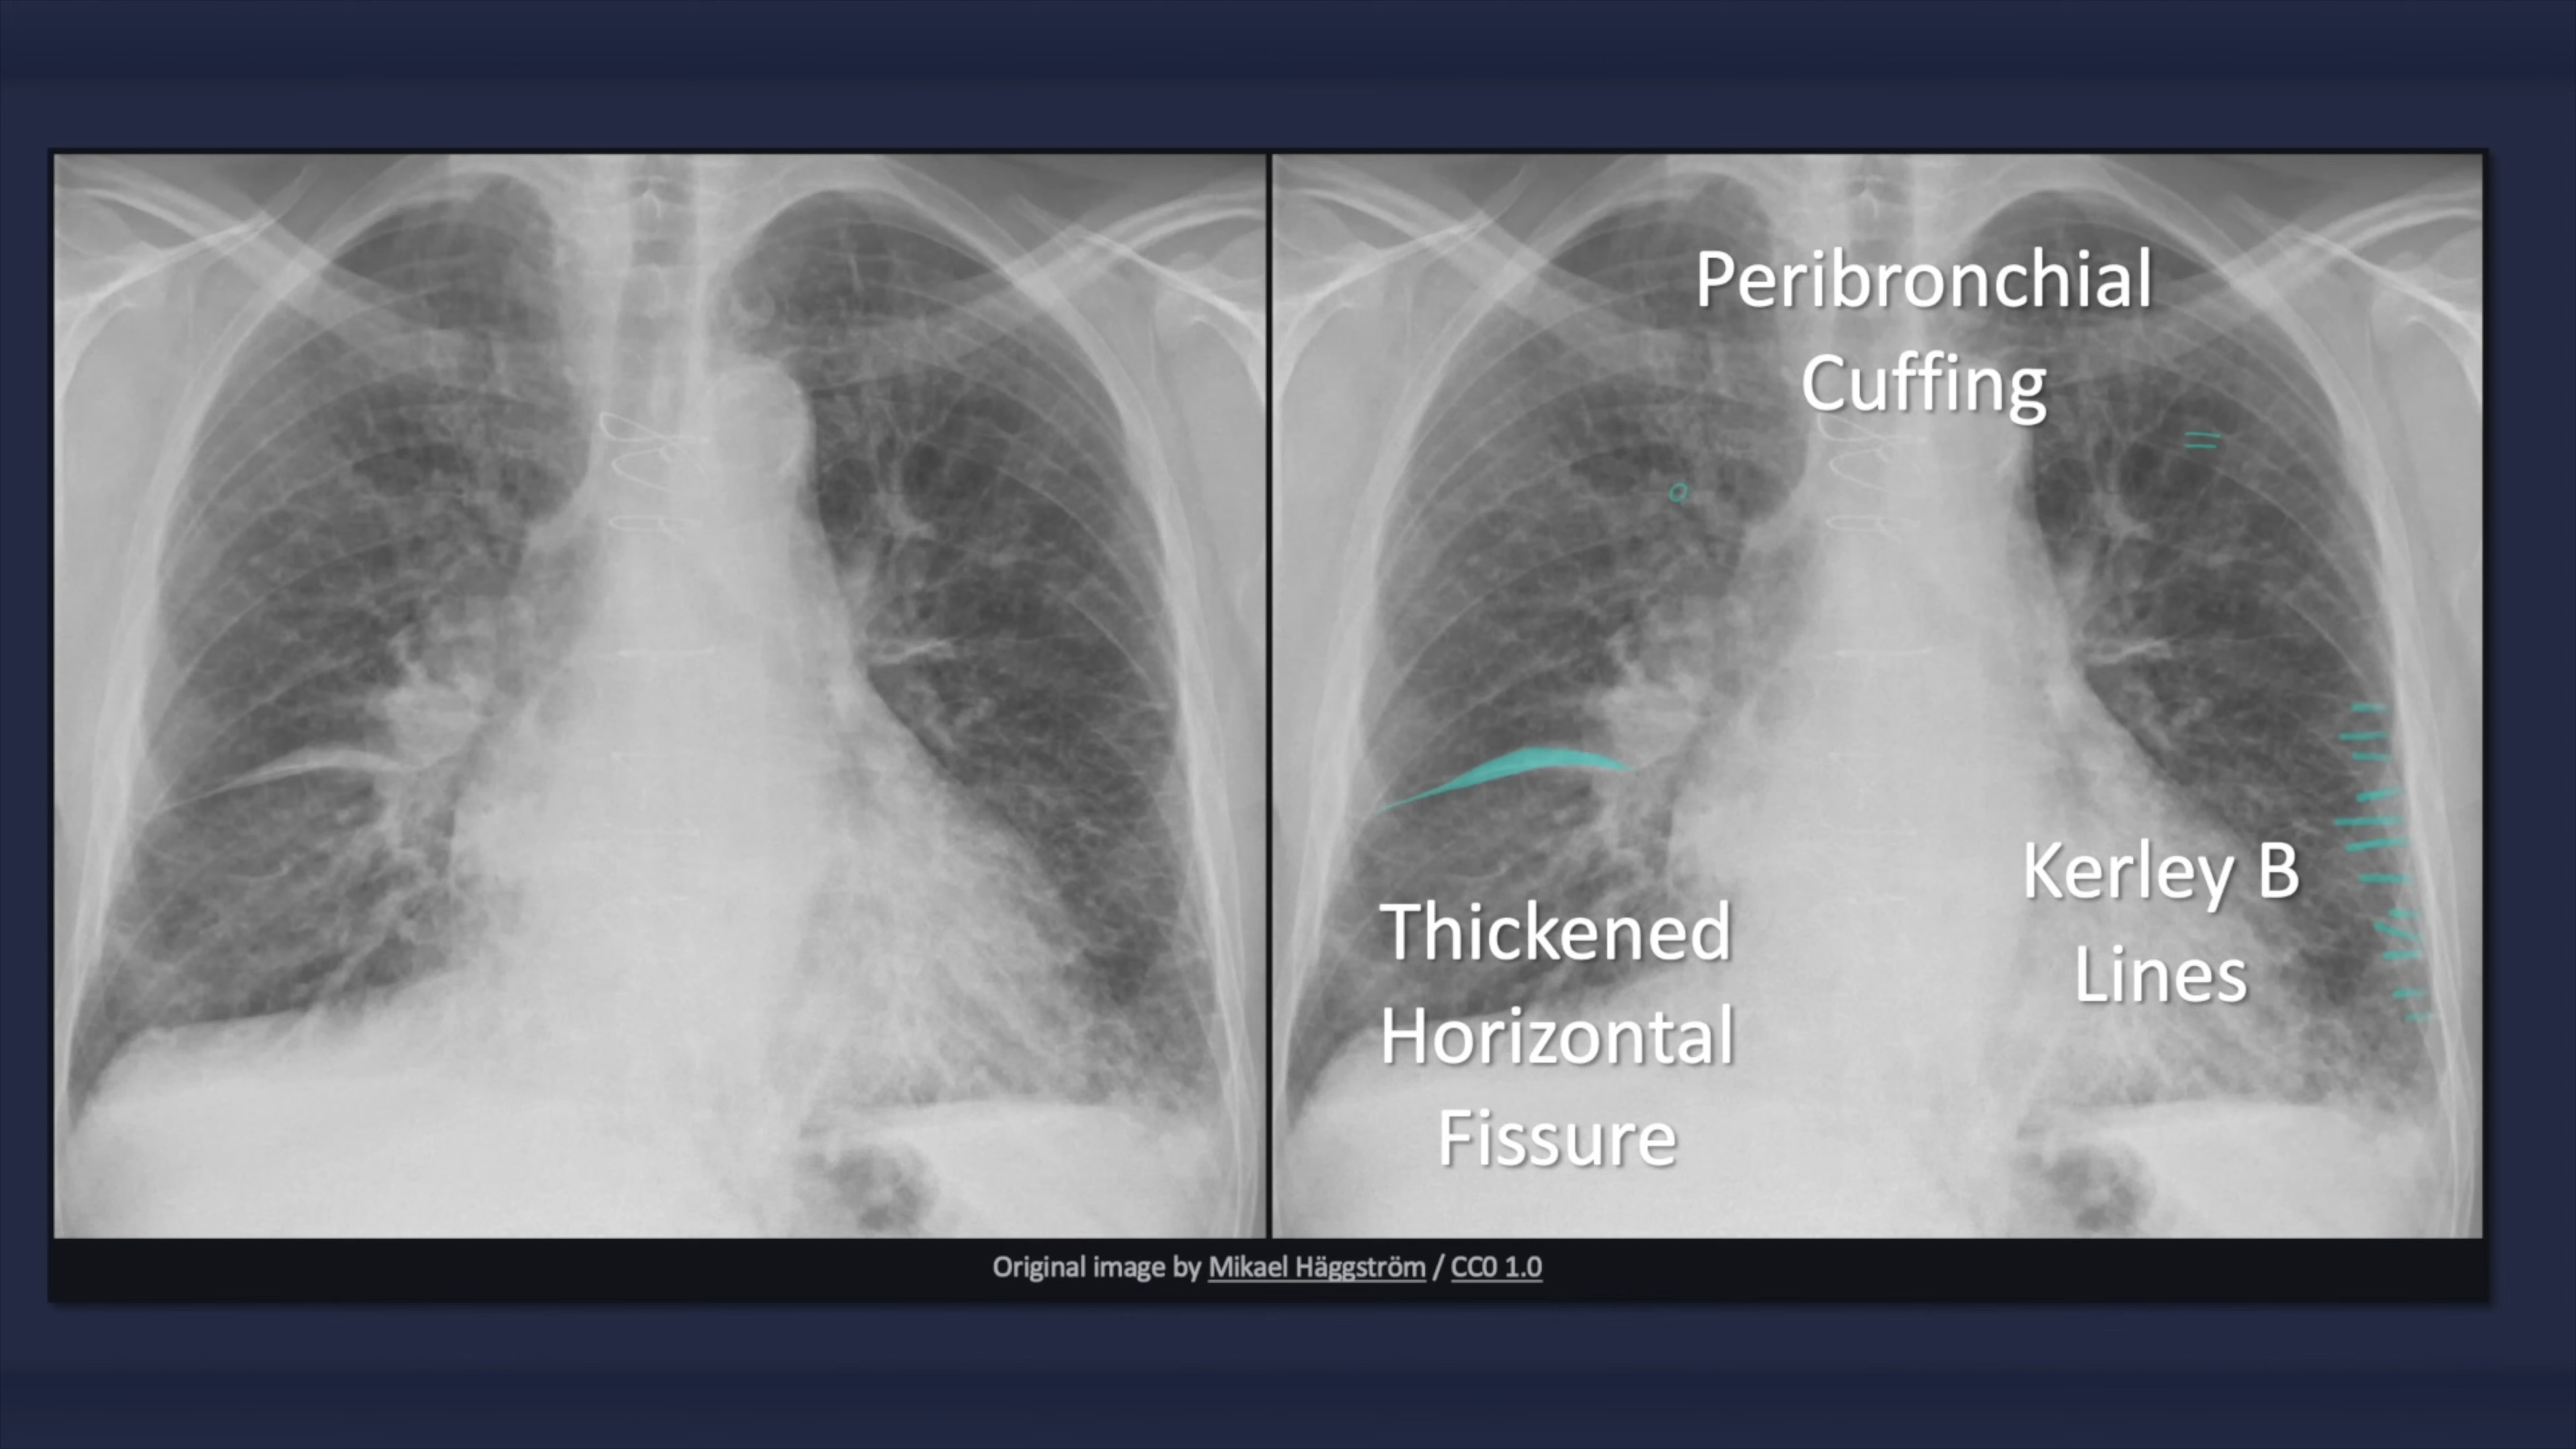 Peribronchial
Cuffing
Kerley B
Lines
Thickened
Horizontal
Fissure
Original image by Mikael Häggström / CC0 1.0